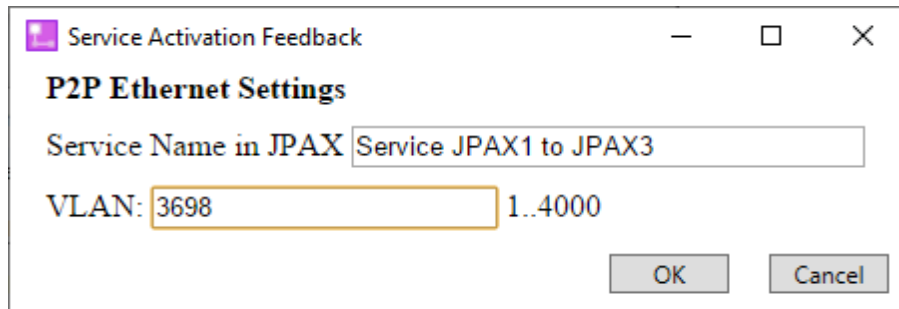 Service Activation Feedback
P2P Ethernet Settings
Service Name in JPAX Service JPAX1 to JPAX3
VLAN: 3698 1..4000
OK Cancel